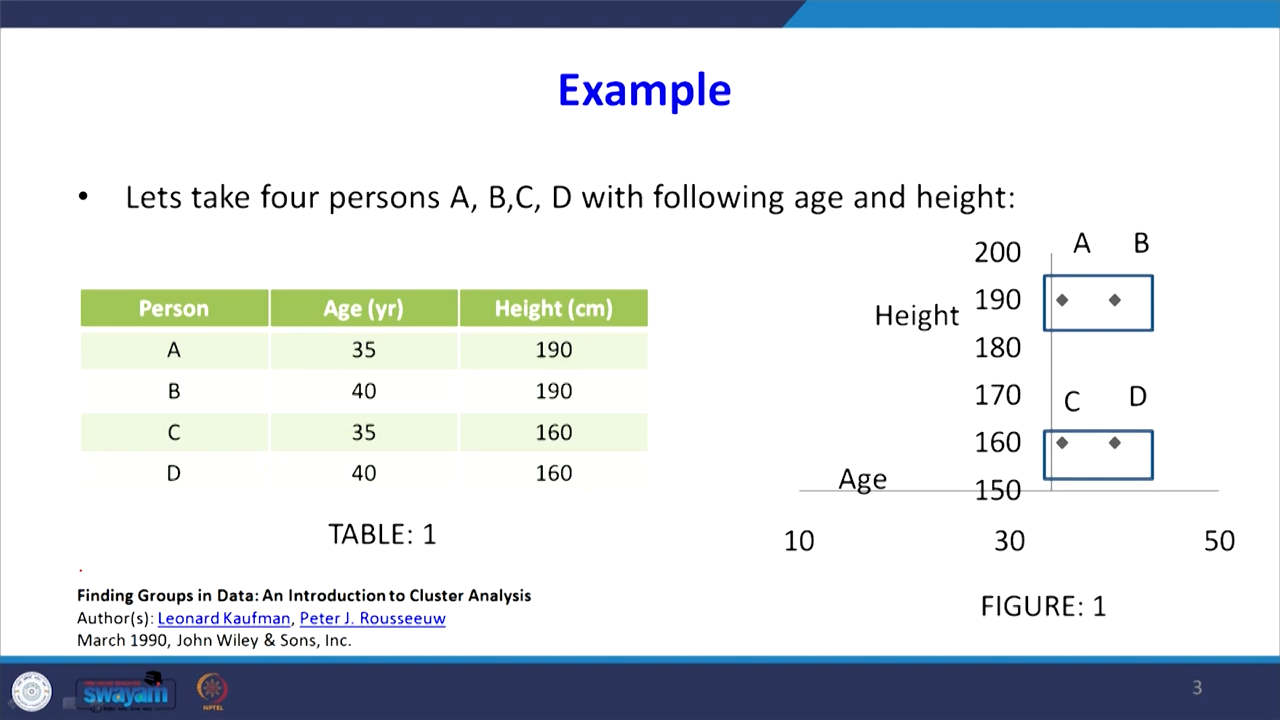 Example
• Lets take four persons A, B,C, D with following age and height:
Person Age (yr) Height (cm)
A 35 190
B 40 190
C 35 160
D 40 160
TABLE: 1
A B
200
Height 190
180
170
C D
160
Age 150
10 30 50
FIGURE: 1
Finding Groups in Data: An Introduction to Cluster Analysis
Author(s): Leonard Kaufman, Peter J. Rousseeuw
March 1990, John Wiley & Sons, Inc.
swayam
NPTEL
3